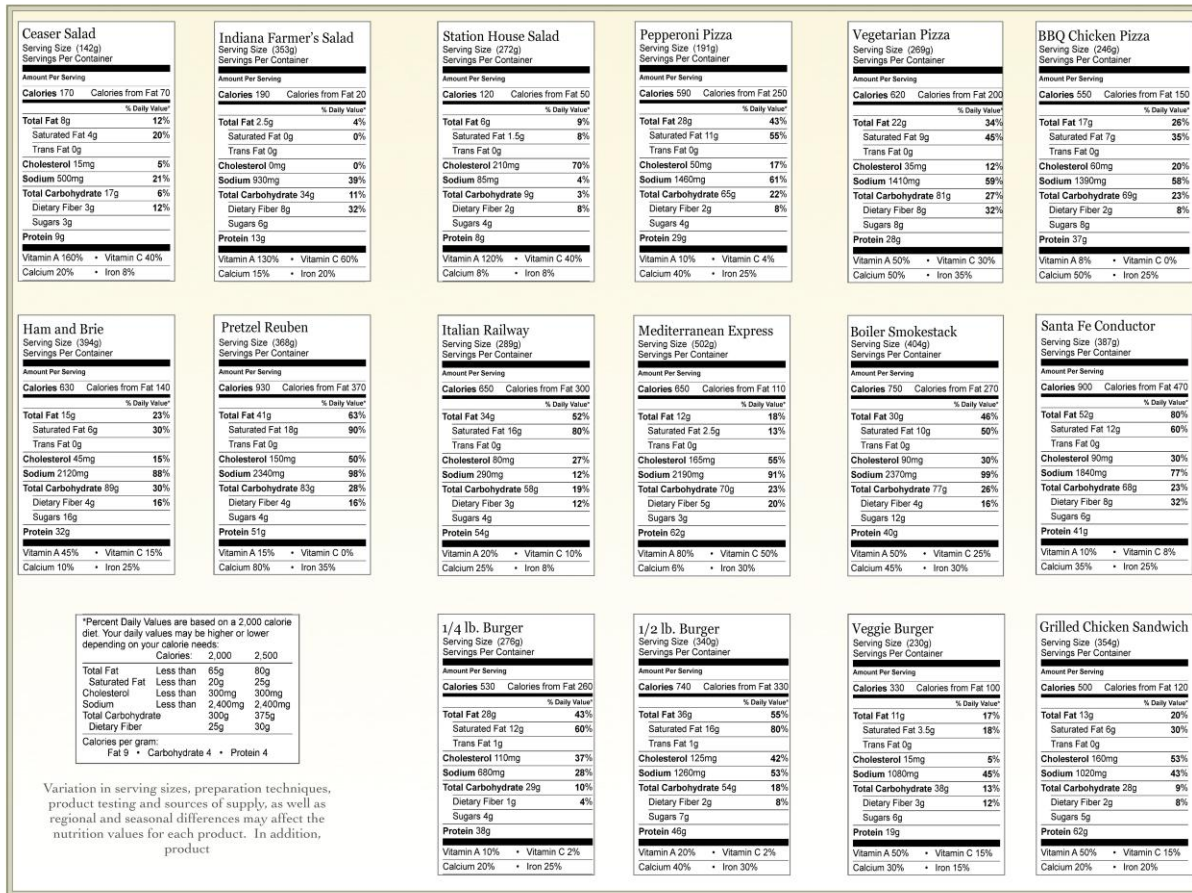 Ceaser Salad
Serving Size (142g)
Servings Per Container
Amount Per Serving
Calories 170 Calories from Fat 70
% Daily Value*
Total Fat 8g 12%
Saturated Fat 4g 20%
Trans Fat 0g
Cholesterol 15mg 5%
Sodium 500mg 21%
Total Carbohydrate 17g 6%
Dietary Fiber 3g 12%
Sugars 3g
Protein 9g
Vitamin A 160% • Vitamin C 40%
Calcium 20% • Iron 8%
Indiana Farmer's Salad
Serving Size (353g)
Servings Per Container
Amount Per Serving
Calories 190 Calories from Fat 20
% Daily Value*
Total Fat 2.5g 4%
Saturated Fat 0g 0%
Trans Fat 0g
Cholesterol 0mg 0%
Sodium 930mg 39%
Total Carbohydrate 34g 11%
Dietary Fiber 8g 32%
Sugars 6g
Protein 13g
Vitamin A 130% • Vitamin C 60%
Calcium 15% • Iron 20%
Station House Salad
Serving Size (272g)
Servings Per Container
Amount Per Serving
Calories 120 Calories from Fat 50
% Daily Value*
Total Fat 6g 9%
Saturated Fat 1.5g 8%
Trans Fat 0g
Cholesterol 210mg 70%
Sodium 85mg 4%
Total Carbohydrate 9g 3%
Dietary Fiber 2g 8%
Sugars 4g
Protein 8g
Vitamin A 120% • Vitamin C 40%
Calcium 8% • Iron 8%
Pepperoni Pizza
Serving Size (191g)
Servings Per Container
Amount Per Serving
Calories 590 Calories from Fat 250
% Daily Value*
Total Fat 28g 43%
Saturated Fat 11g 55%
Trans Fat 0g
Cholesterol 50mg 17%
Sodium 1460mg 61%
Total Carbohydrate 65g 22%
Dietary Fiber 2g 8%
Sugars 4g
Protein 29g
Vitamin A 10% • Vitamin C 4%
Calcium 40% • Iron 25%
Vegetarian Pizza
Serving Size (269g)
Servings Per Container
Amount Per Serving
Calories 620 Calories from Fat 200
% Daily Value*
Total Fat 22g 34%
Saturated Fat 9g 45%
Trans Fat 0g
Cholesterol 35mg 12%
Sodium 1410mg 59%
Total Carbohydrate 81g 27%
Dietary Fiber 8g 32%
Sugars 8g
Protein 28g
Vitamin A 50% • Vitamin C 30%
Calcium 50% • Iron 35%
BBQ Chicken Pizza
Serving Size (246g)
Servings Per Container
Amount Per Serving
Calories 550 Calories from Fat 150
% Daily Value*
Total Fat 17g 26%
Saturated Fat 7g 35%
Trans Fat 0g
Cholesterol 60mg 20%
Sodium 1390mg 58%
Total Carbohydrate 69g 23%
Dietary Fiber 2g 8%
Sugars 8g
Protein 37g
Vitamin A 8% • Vitamin C 0%
Calcium 50% • Iron 25%
Ham and Brie
Serving Size (394g)
Servings Per Container
Amount Per Serving
Calories 630 Calories from Fat 140
% Daily Value*
Total Fat 15g 23%
Saturated Fat 6g 30%
Trans Fat 0g
Cholesterol 45mg 15%
Sodium 2120mg 88%
Total Carbohydrate 89g 30%
Dietary Fiber 4g 16%
Sugars 16g
Protein 32g
Vitamin A 45% • Vitamin C 15%
Calcium 10% • Iron 25%
Pretzel Reuben
Serving Size (368g)
Servings Per Container
Amount Per Serving
Calories 930 Calories from Fat 370
% Daily Value*
Total Fat 41g 63%
Saturated Fat 18g 90%
Trans Fat 0g
Cholesterol 150mg 50%
Sodium 2340mg 98%
Total Carbohydrate 83g 28%
Dietary Fiber 4g 16%
Sugars 4g
Protein 51g
Vitamin A 15% • Vitamin C 0%
Calcium 80% • Iron 35%
Italian Railway
Serving Size (289g)
Servings Per Container
Amount Per Serving
Calories 650 Calories from Fat 300
% Daily Value*
Total Fat 34g 52%
Saturated Fat 16g 80%
Trans Fat 0g
Cholesterol 80mg 27%
Sodium 290mg 12%
Total Carbohydrate 58g 19%
Dietary Fiber 3g 12%
Sugars 4g
Protein 54g
Vitamin A 20% • Vitamin C 10%
Calcium 25% • Iron 8%
Mediterranean Express
Serving Size (502g)
Servings Per Container
Amount Per Serving
Calories 650 Calories from Fat 110
% Daily Value*
Total Fat 12g 18%
Saturated Fat 2.5g 13%
Trans Fat 0g
Cholesterol 165mg 55%
Sodium 2190mg 91%
Total Carbohydrate 70g 23%
Dietary Fiber 5g 20%
Sugars 3g
Protein 62g
Vitamin A 80% • Vitamin C 50%
Calcium 6% • Iron 30%
Boiler Smokestack
Serving Size (404g)
Servings Per Container
Amount Per Serving
Calories 750 Calories from Fat 270
% Daily Value*
Total Fat 30g 46%
Saturated Fat 10g 50%
Trans Fat 0g
Cholesterol 90mg 30%
Sodium 2370mg 99%
Total Carbohydrate 77g 26%
Dietary Fiber 4g 16%
Sugars 12g
Protein 40g
Vitamin A 50% • Vitamin C 25%
Calcium 45% • Iron 30%
Santa Fe Conductor
Serving Size (387g)
Servings Per Container
Amount Per Serving
Calories 900 Calories from Fat 470
% Daily Value*
Total Fat 52g 80%
Saturated Fat 12g 60%
Trans Fat 0g
Cholesterol 90mg 30%
Sodium 1840mg 77%
Total Carbohydrate 68g 23%
Dietary Fiber 8g 32%
Sugars 6g
Protein 41g
Vitamin A 10% • Vitamin C 8%
Calcium 35% • Iron 25%
*Percent Daily Values are based on a 2,000 calorie
diet. Your daily values may be higher or lower
depending on your calorie needs:
Calories: 2,000 2,500
Total Fat Less than 65g 80g
Saturated Fat Less than 20g 25g
Cholesterol Less than 300mg 300mg
Sodium Less than 2,400mg 2,400mg
Total Carbohydrate 300g 375g
Dietary Fiber 25g 30g
Calories per gram:
Fat 9 • Carbohydrate 4 • Protein 4
Variation in serving sizes, preparation techniques,
product testing and sources of supply, as well as
regional and seasonal differences may affect the
nutrition values for each product. In addition,
product
1/4 lb. Burger
Serving Size (276g)
Servings Per Container
Amount Per Serving
Calories 530 Calories from Fat 260
% Daily Value*
Total Fat 28g 43%
Saturated Fat 12g 60%
Trans Fat 1g
Cholesterol 110mg 37%
Sodium 680mg 28%
Total Carbohydrate 29g 10%
Dietary Fiber 1g 4%
Sugars 4g
Protein 38g
Vitamin A 10% • Vitamin C 2%
Calcium 20% • Iron 25%
1/2 lb. Burger
Serving Size (340g)
Servings Per Container
Amount Per Serving
Calories 740 Calories from Fat 330
% Daily Value*
Total Fat 36g 55%
Saturated Fat 16g 80%
Trans Fat 1g
Cholesterol 125mg 42%
Sodium 1260mg 53%
Total Carbohydrate 54g 18%
Dietary Fiber 2g 8%
Sugars 7g
Protein 46g
Vitamin A 20% • Vitamin C 2%
Calcium 40% • Iron 30%
Veggie Burger
Serving Size (230g)
Servings Per Container
Amount Per Serving
Calories 330 Calories from Fat 100
% Daily Value*
Total Fat 11g 17%
Saturated Fat 3.5g 18%
Trans Fat 0g
Cholesterol 15mg 5%
Sodium 1080mg 45%
Total Carbohydrate 38g 13%
Dietary Fiber 3g 12%
Sugars 6g
Protein 19g
Vitamin A 50% • Vitamin C 15%
Calcium 30% • Iron 15%
Grilled Chicken Sandwich
Serving Size (354g)
Servings Per Container
Amount Per Serving
Calories 500 Calories from Fat 120
% Daily Value*
Total Fat 13g 20%
Saturated Fat 6g 30%
Trans Fat 0g
Cholesterol 160mg 53%
Sodium 1020mg 43%
Total Carbohydrate 28g 9%
Dietary Fiber 2g 8%
Sugars 5g
Protein 62g
Vitamin A 50% • Vitamin C 15%
Calcium 20% • Iron 20%